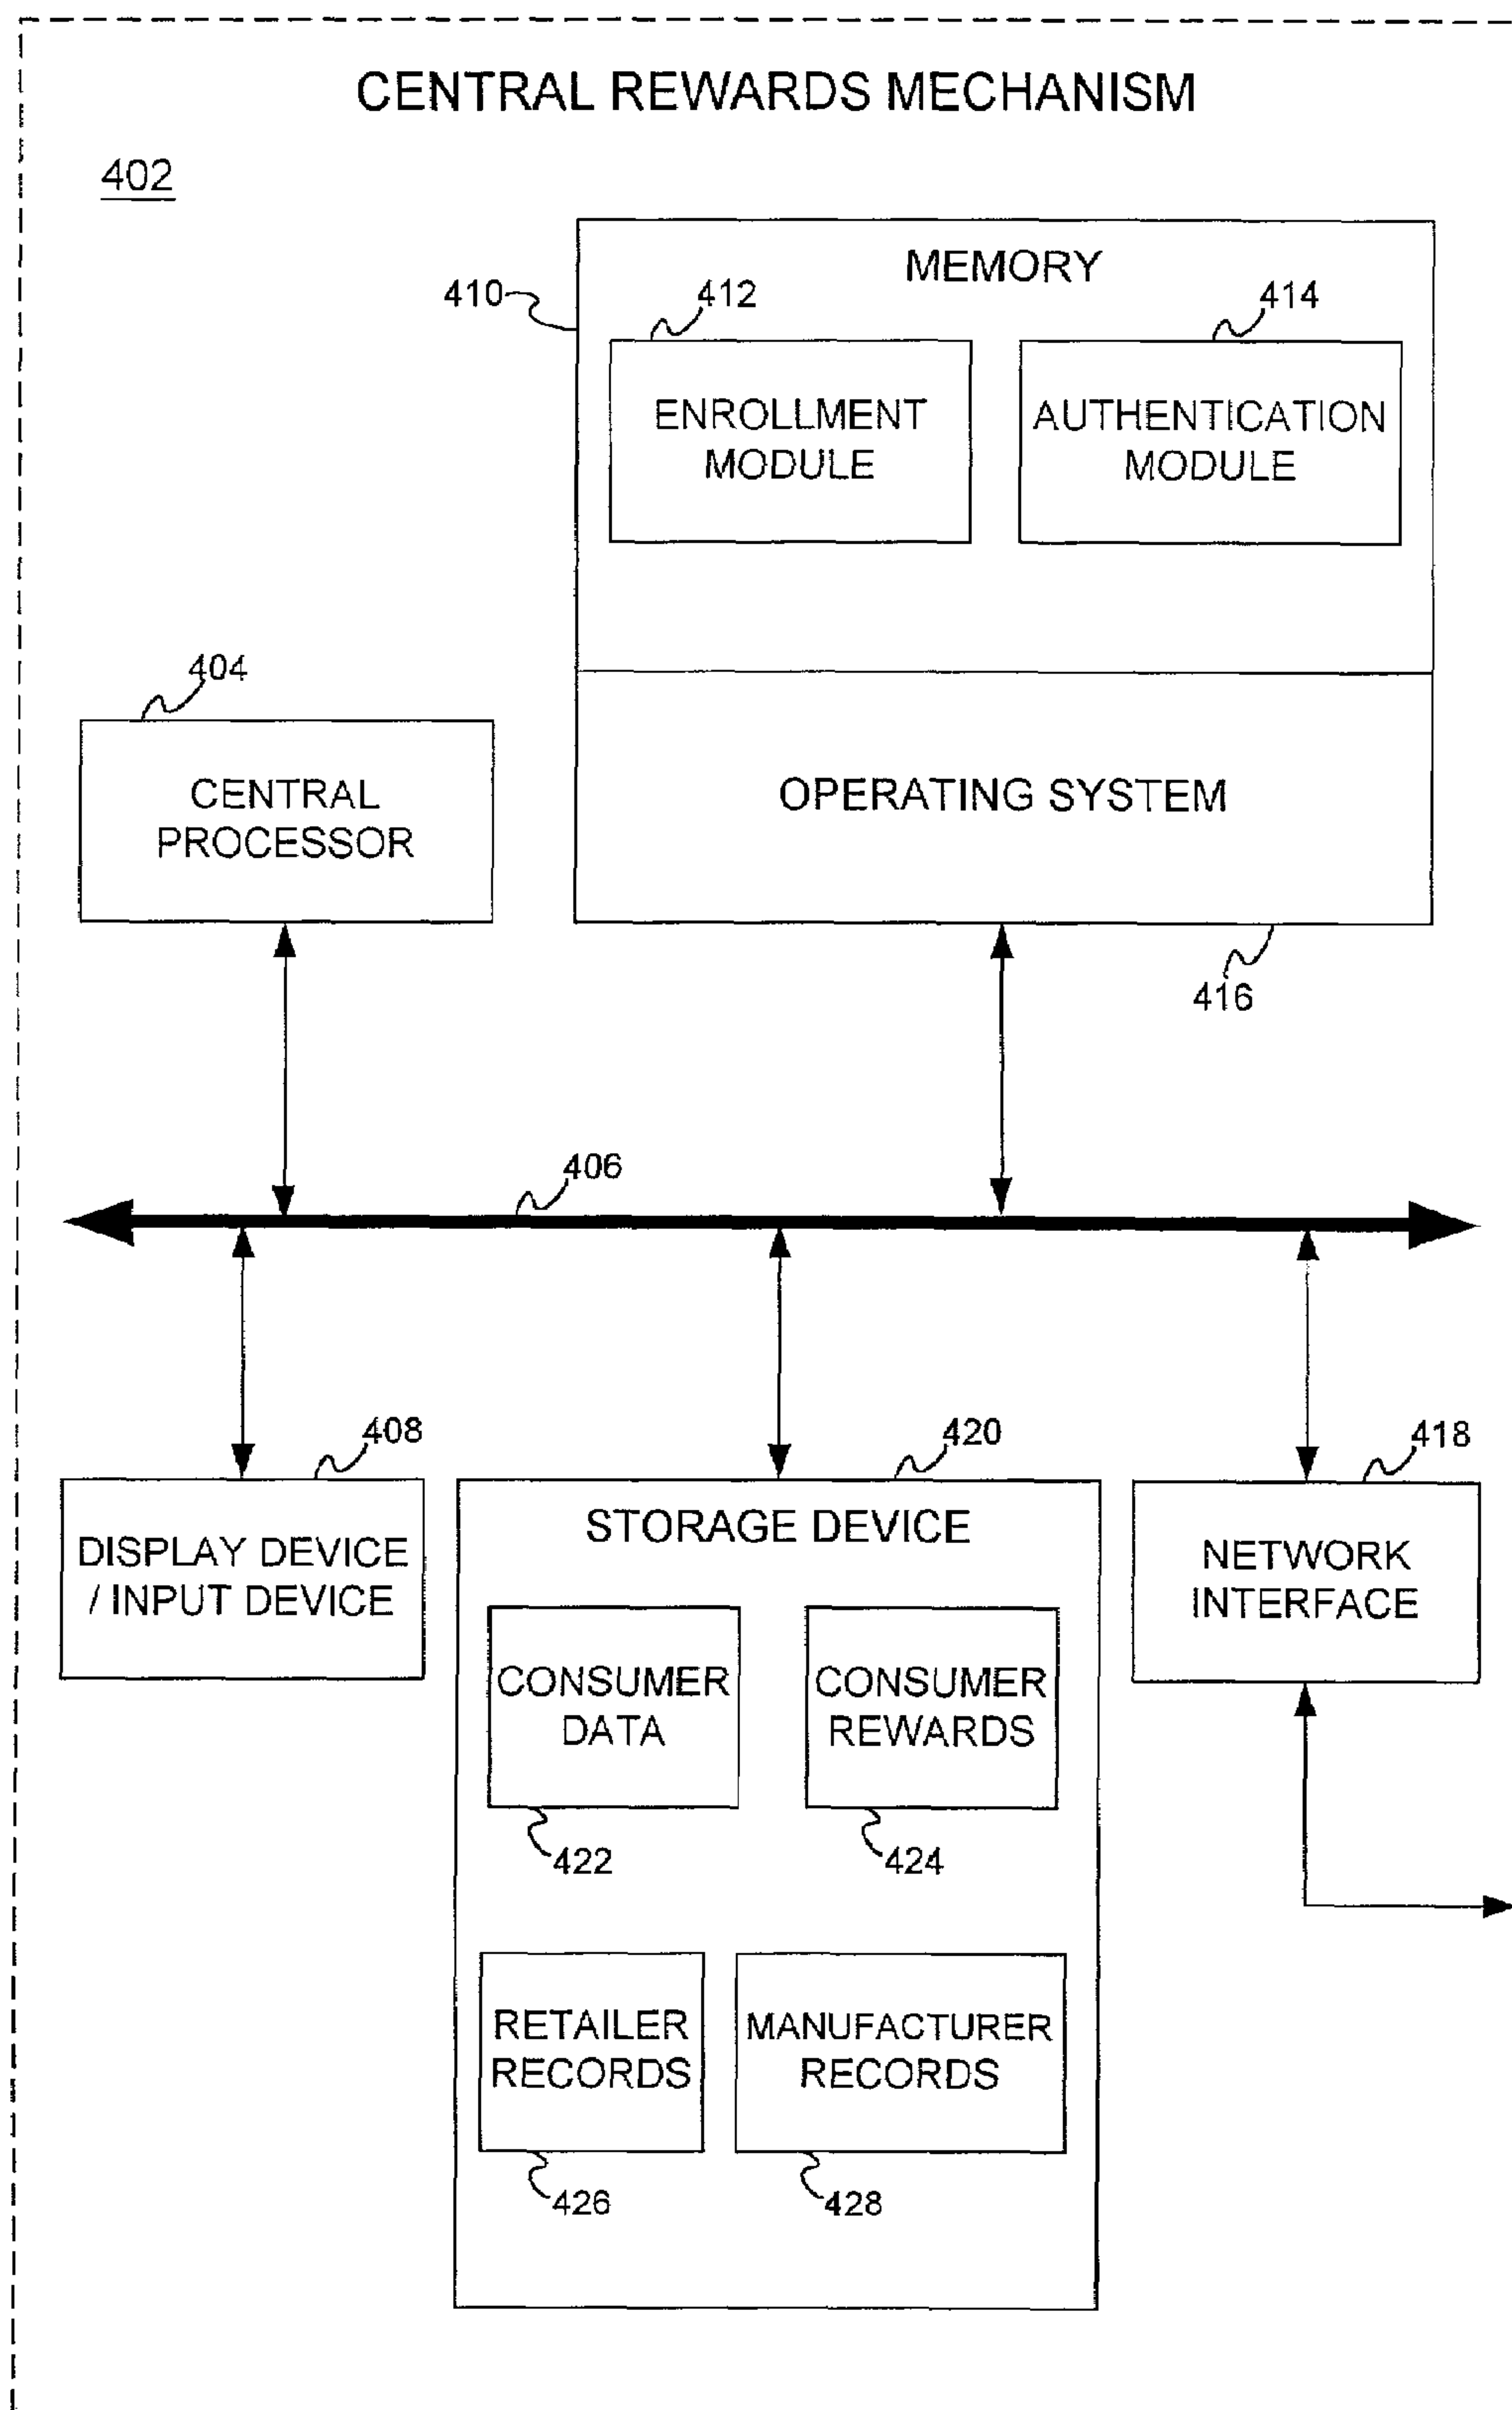 CENTRAL REWARDS MECHANISM
402
MEMORY
410
412
414
ENROLLMENT
MODULE
AUTHENTICATION
MODULE
404
CENTRAL
PROCESSOR
OPERATING SYSTEM
416
406
408
420
418
DISPLAY DEVICE
/ INPUT DEVICE
STORAGE DEVICE
NETWORK
INTERFACE
CONSUMER
DATA
CONSUMER
REWARDS
422
424
RETAILER
RECORDS
MANUFACTURER
RECORDS
426
428